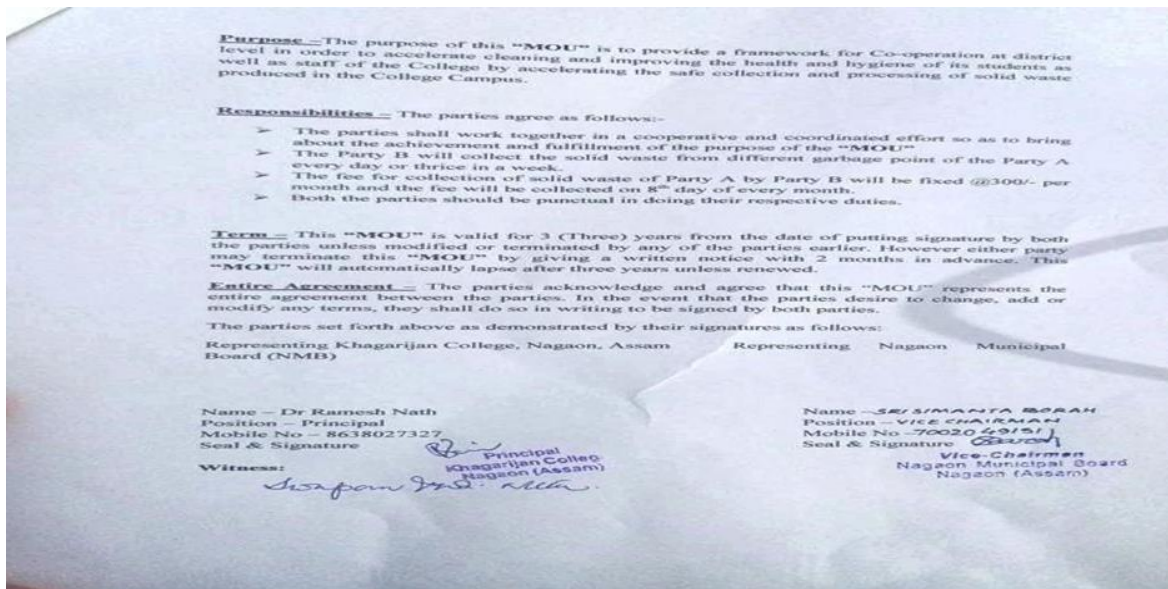 Purpose –The purpose of this "MOU" is to provide a framework for Co-operation at district
level in order to accelerate cleaning and improving the health and hygiene of its students as
well as staff of the College by accelerating the safe collection and processing of solid waste
produced in the College Campus.
Responsibilities – The parties agree as follows:-
➢ The parties shall work together in a cooperative and coordinated effort so as to bring
about the achievement and fulfillment of the purpose of the "MOU"
➢ The Party B will collect the solid waste from different garbage point of the Party A
every day or thrice in a week.
➢ The fee for collection of solid waste of Party A by Party B will be fixed @300/- per
month and the fee will be collected on 8th day of every month.
➢ Both the parties should be punctual in doing their respective duties.
Term – This "MOU" is valid for 3 (Three) years from the date of putting signature by both
the parties unless modified or terminated by any of the parties earlier. However either party
may terminate this "MOU" by giving a written notice with 2 months in advance. This
"MOU" will automatically lapse after three years unless renewed.
Entire Agreement – The parties acknowledge and agree that this "MOU" represents the
entire agreement between the parties. In the event that the parties desire to change, add or
modify any terms, they shall do so in writing to be signed by both parties.
The parties set forth above as demonstrated by their signatures as follows:
Representing Khagarijan College, Nagaon, Assam Representing Nagaon Municipal
Board (NMB)
Name – Dr Ramesh Nath
Position – Principal
Mobile No – 8638027327
Seal & Signature
Principal
Khagarijan College
Nagaon (Assam)
Witness:
Name – SRI SIMANTA BORAH
Position – VICE CHAIRMAN
Mobile No – 70020 49151
Seal & Signature
Vice-Chairman
Nagaon Municipal Board
Nagaon (Assam)